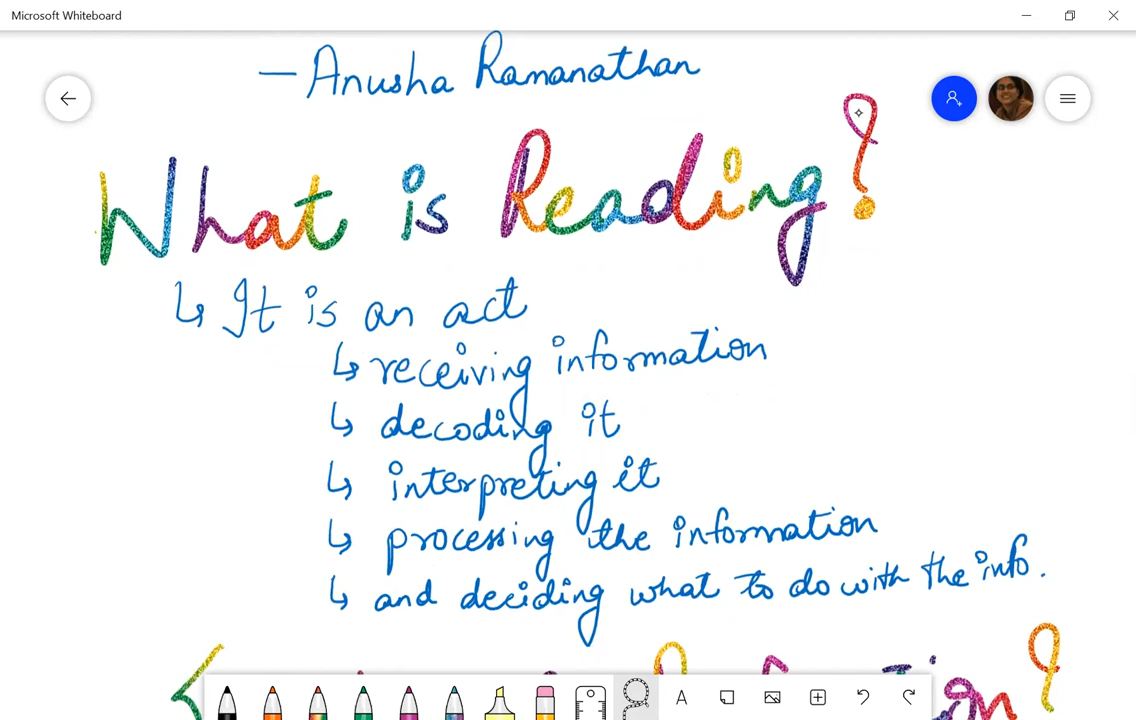 Microsoft Whiteboard
— Anusha Ramanathan
What is Reading?
↳ It is an act
↳ receiving information
↳ decoding it
↳ interpreting it
↳ processing the information
↳ and deciding what to do with the info.